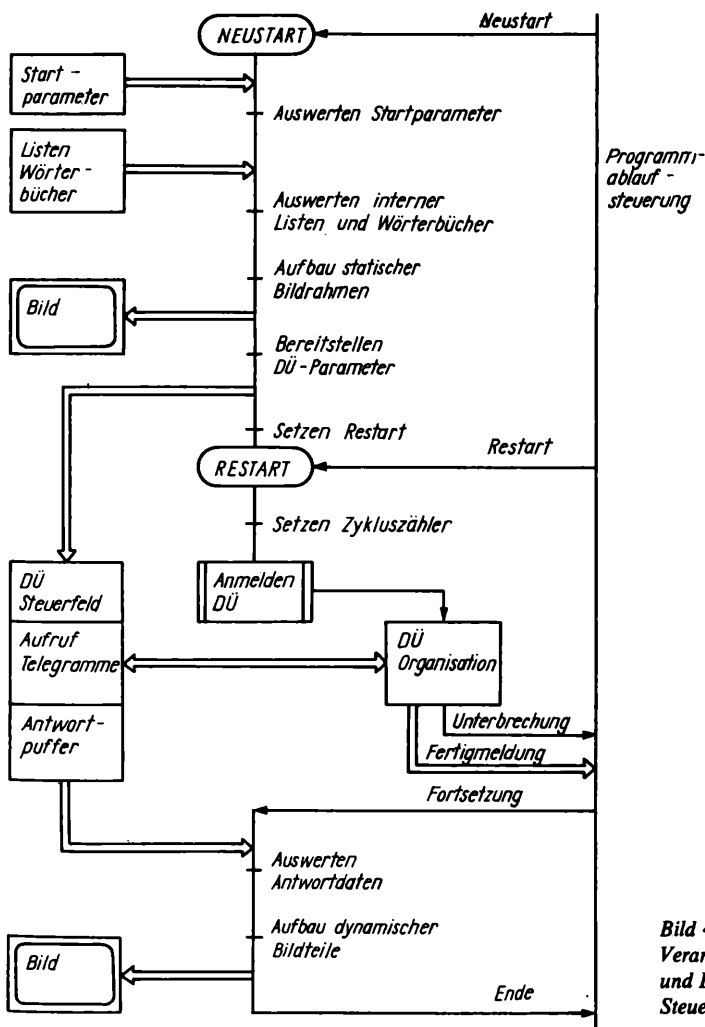 Neustart
NEUSTART
Start-
parameter
Auswerten Startparameter
Listen
Wörter-
bücher
Programm-
ablauf-
steuerung
Auswerten interner
Listen und Wörterbücher
Aufbau statischer
Bildrahmen
Bild
Bereitstellen
DÜ-Parameter
Setzen Restart
Restart
RESTART
Setzen Zykluszähler
Anmelden
DÜ
DÜ
Steuerfeld
Aufruf
Telegramme
Antwort-
puffer
DÜ
Organisation
Unterbrechung
Fertigmeldung
Fortsetzung
Auswerten
Antwortdaten
Aufbau dynamischer
Bildteile
Bild
Ende
Bild
und